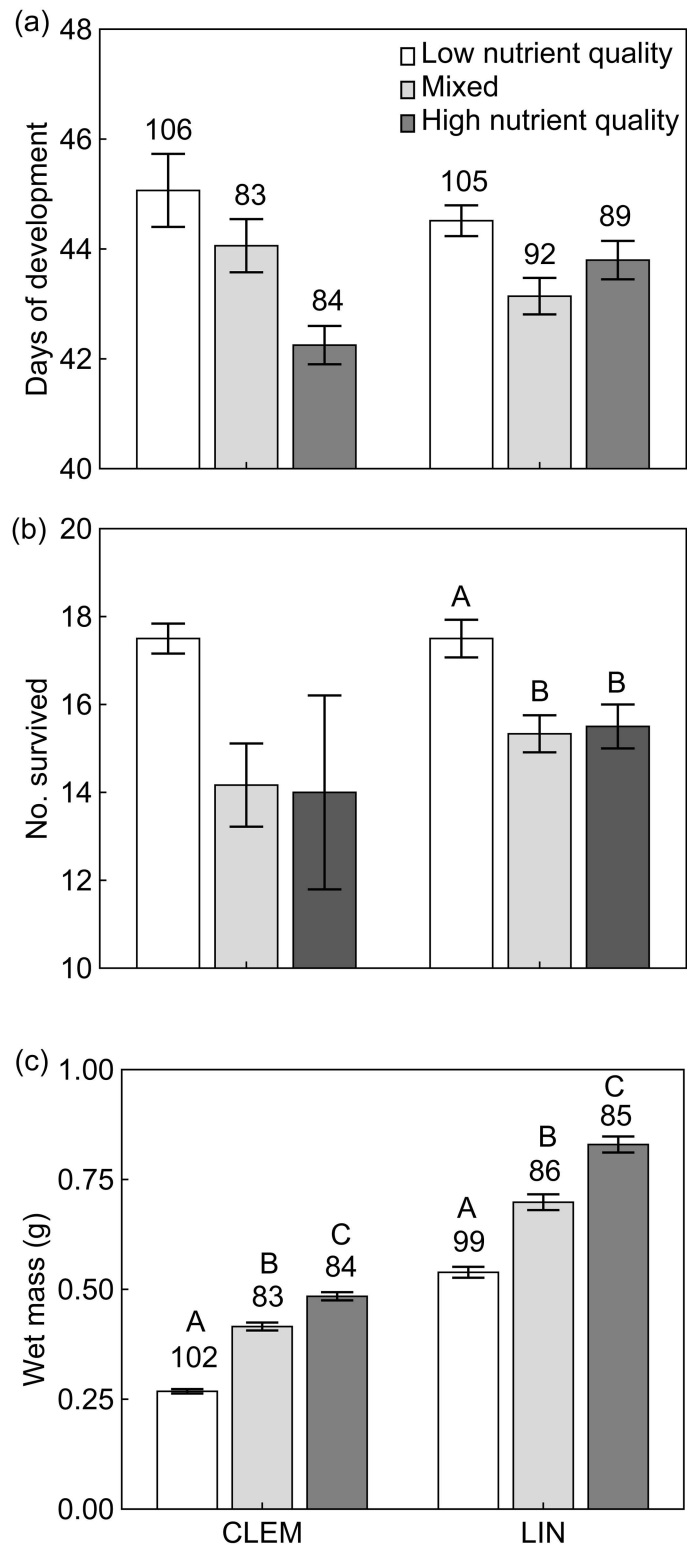 (a)
48
46
44
42
40
Days of development
Low nutrient quality
Mixed
High nutrient quality
106
83
84
105
92
89
(b)
20
18
16
14
12
10
No. survived
A
B
B
(c)
1.00
0.75
0.50
0.25
0.00
Wet mass (g)
A
102
B
83
C
84
A
99
B
86
C
85
CLEM
LIN